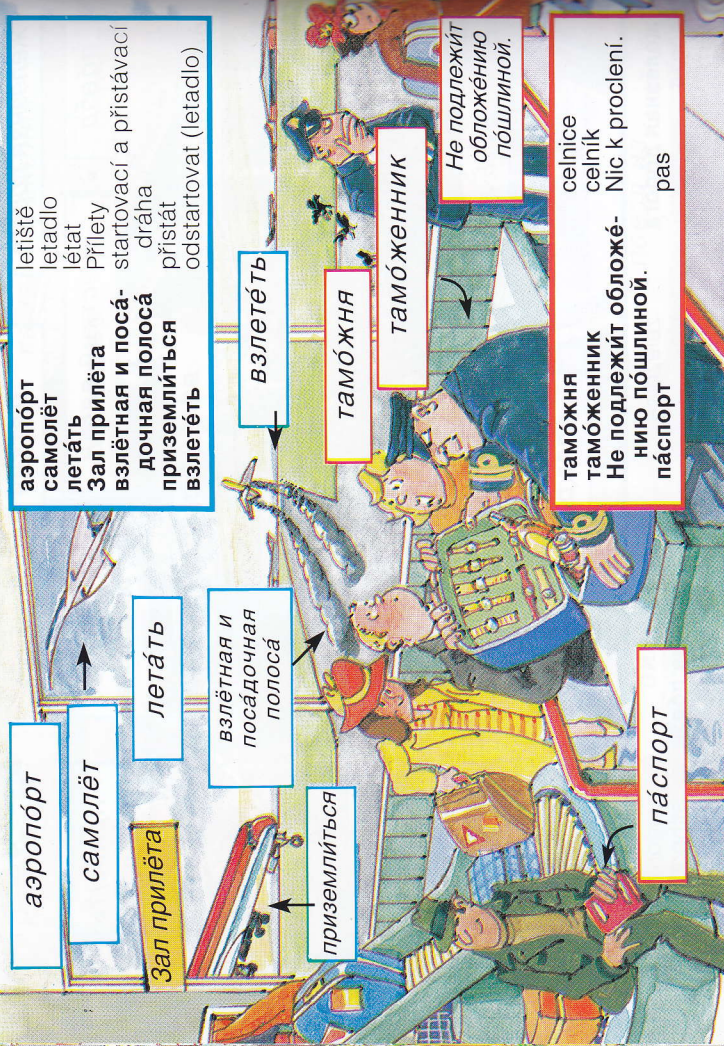 аэропо́рт
самолёт
лета́ть
Зал прилёта
взлётная и поса́-
дочная полоса́
приземли́ться
взлете́ть
letiště
letadlo
létat
Přílety
startovací a přistávací
dráha
přistát
odstartovat (letadlo)
аэропо́рт
самолёт
лета́ть
Зал прилёта
взлётная и
поса́дочная
полоса́
приземли́ться
взлете́ть
тамо́жня
тамо́женник
Не подлежи́т
обложе́нию
по́шлиной.
па́спорт
тамо́жня
тамо́женник
Не подлежи́т обложе́-
нию по́шлиной.
па́спорт
celnice
celník
Nic k proclení.
pas